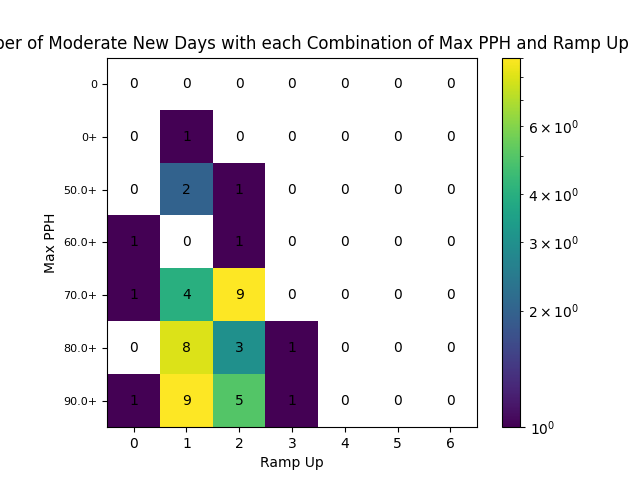 of Moderate New Days with each Combination of Max PPH and Ramp Up
Max PPH
0 0 0 0 0 0 0 0
0+ 0 1 0 0 0 0 0
50.0+ 0 2 1 0 0 0 0
60.0+ 1 0 1 0 0 0 0
70.0+ 1 4 9 0 0 0 0
80.0+ 0 8 3 1 0 0 0
90.0+ 1 9 5 1 0 0 0
0 1 2 3 4 5 6
Ramp Up
6 × 10⁰
4 × 10⁰
3 × 10⁰
2 × 10⁰
10⁰